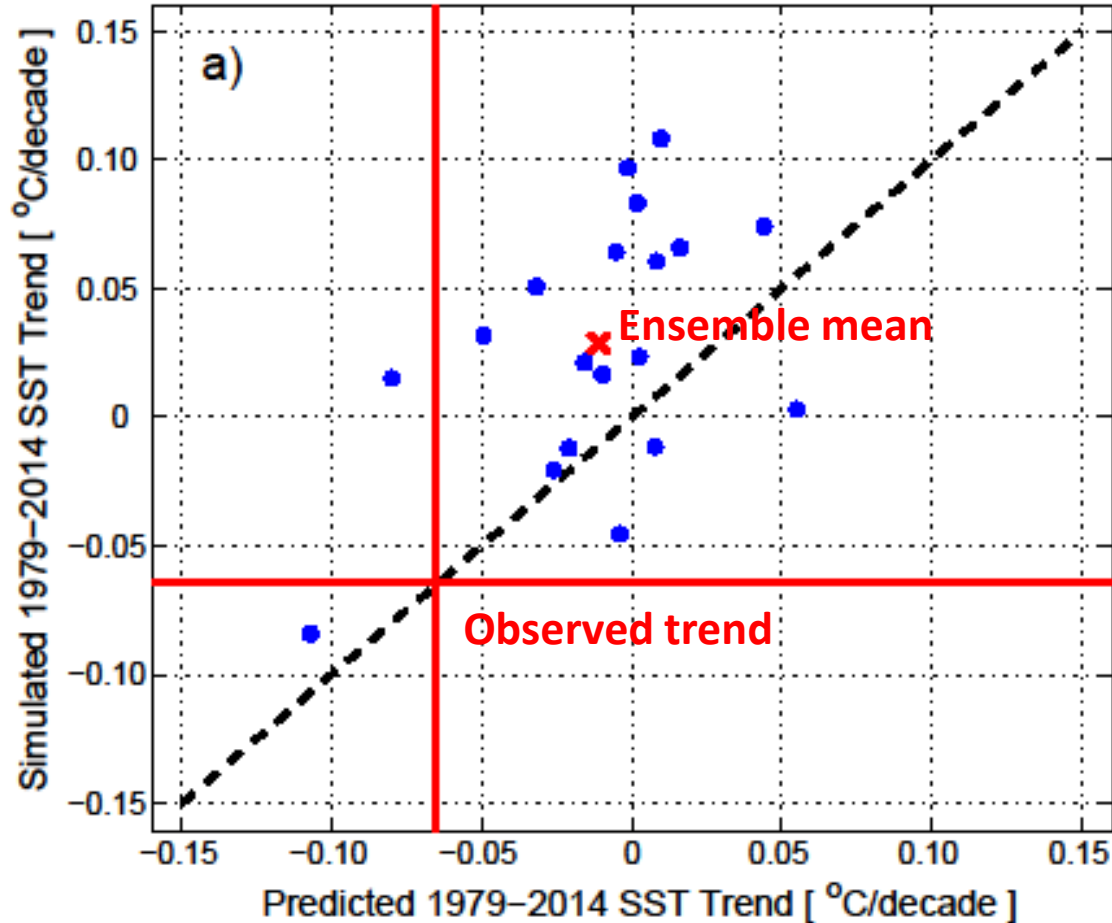 Simulated 1979−2014 SST Trend [ °C/decade ]
0.15
0.10
0.05
0
−0.05
−0.10
−0.15
a)
Ensemble mean
Observed trend
−0.15 −0.10 −0.05 0 0.05 0.10 0.15
Predicted 1979−2014 SST Trend [ °C/decade ]